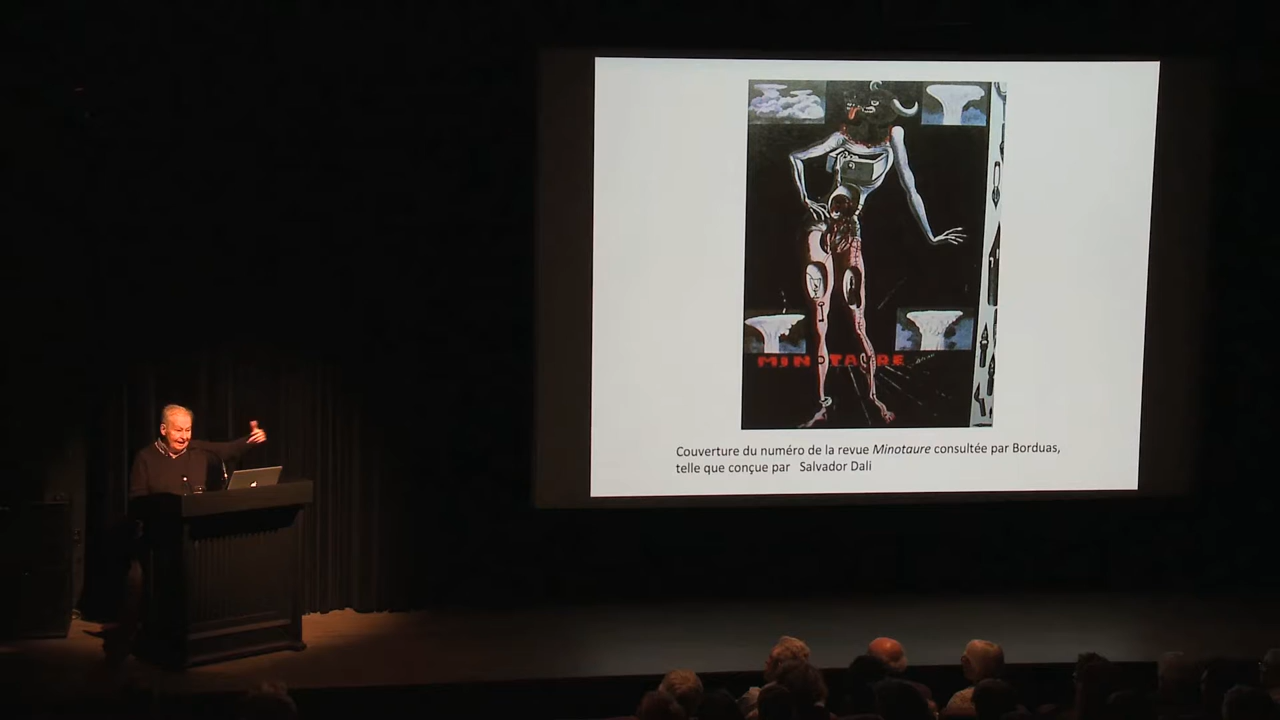 MINOTAURE
Couverture du numéro de la revue Minotaure consultée par Borduas,
telle que conçue par Salvador Dali